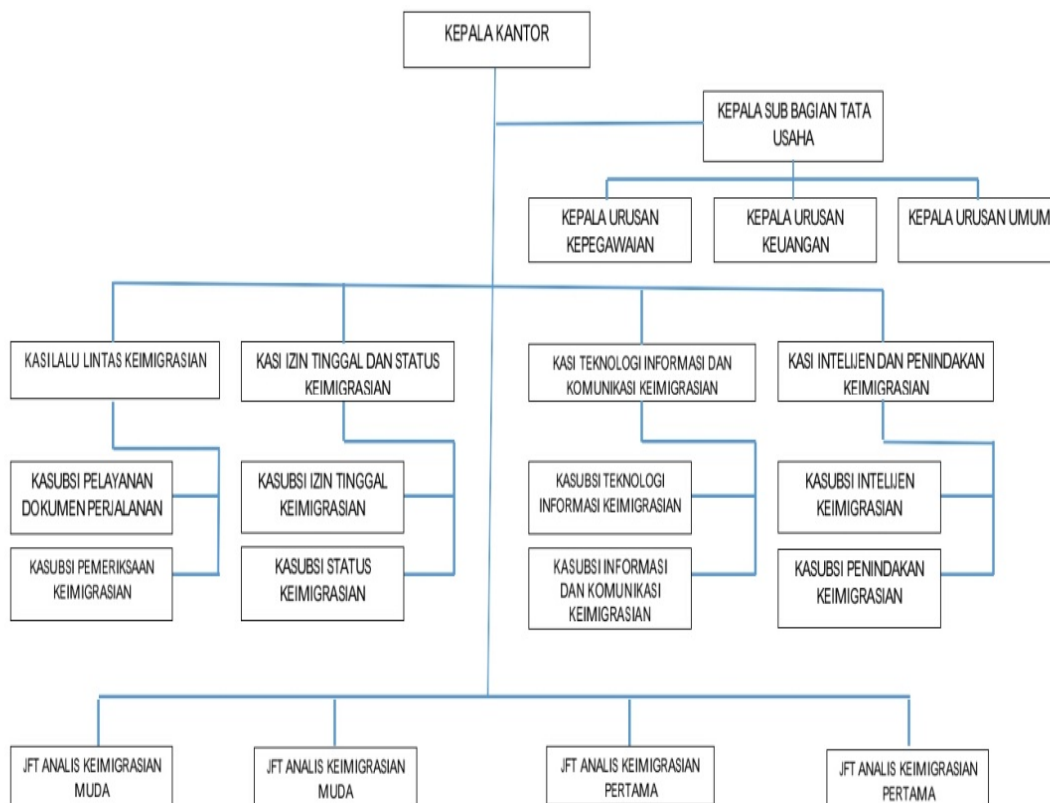 KEPALA KANTOR
KEPALA SUB BAGIAN TATA
USAHA
KEPALA URUSAN
KEPEGAWAIAN
KEPALA URUSAN
KEUANGAN
KEPALA URUSAN UMUM
KASI LALU LINTAS KEIMIGRASIAN
KASI IZIN TINGGAL DAN STATUS
KEIMIGRASIAN
KASI TEKNOLOGI INFORMASI DAN
KOMUNIKASI KEIMIGRASIAN
KASI INTELIJEN DAN PENINDAKAN
KEIMIGRASIAN
KASUBSI PELAYANAN
DOKUMEN PERJALANAN
KASUBSI IZIN TINGGAL
KEIMIGRASIAN
KASUBSI TEKNOLOGI
INFORMASI KEIMIGRASIAN
KASUBSI INTELIJEN
KEIMIGRASIAN
KASUBSI PEMERIKSAAN
KEIMIGRASIAN
KASUBSI STATUS
KEIMIGRASIAN
KASUBSI INFORMASI
DAN KOMUNIKASI
KEIMIGRASIAN
KASUBSI PENINDAKAN
KEIMIGRASIAN
JFT ANALIS KEIMIGRASIAN
MUDA
JFT ANALIS KEIMIGRASIAN
MUDA
JFT ANALIS KEIMIGRASIAN
PERTAMA
JFT ANALIS KEIMIGRASIAN
PERTAMA